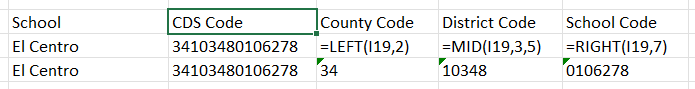 School CDS Code County Code District Code School Code
El Centro 34103480106278 =LEFT(I19,2) =MID(I19,3,5) =RIGHT(I19,7)
El Centro 34103480106278 34 10348 0106278